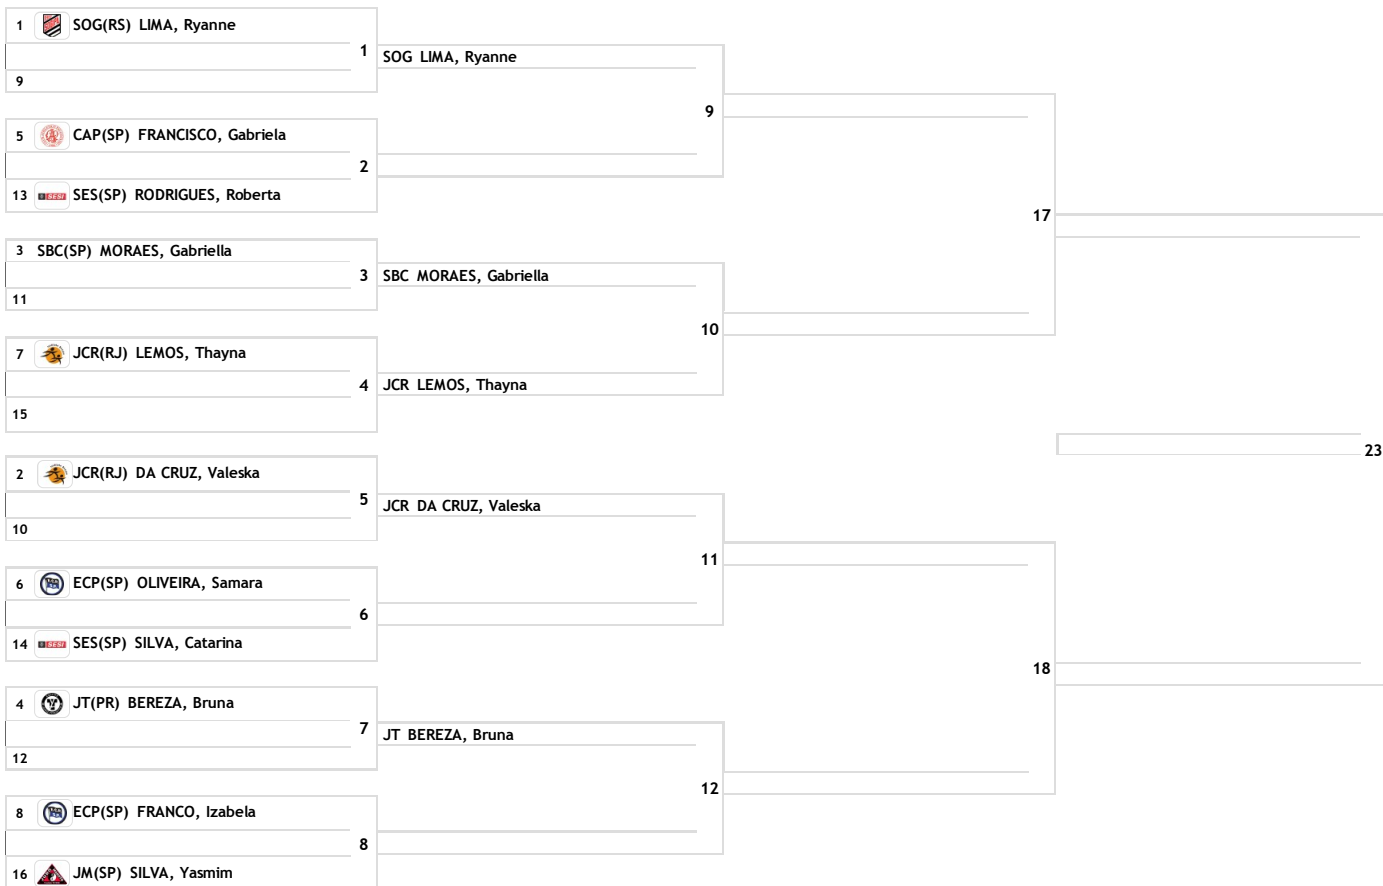 1 SOG(RS) LIMA, Ryanne
1
SOG LIMA, Ryanne
9
9
5 CAP(SP) FRANCISCO, Gabriela
2
13 SESI SES(SP) RODRIGUES, Roberta
17
3 SBC(SP) MORAES, Gabriella
3
SBC MORAES, Gabriella
11
10
7 JCR(RJ) LEMOS, Thayna
4
JCR LEMOS, Thayna
15
23
2 JCR(RJ) DA CRUZ, Valeska
5
JCR DA CRUZ, Valeska
10
11
6 ECP(SP) OLIVEIRA, Samara
6
14 SESI SES(SP) SILVA, Catarina
18
4 JT(PR) BEREZA, Bruna
7
JT BEREZA, Bruna
12
12
8 ECP(SP) FRANCO, Izabela
8
16 JM(SP) SILVA, Yasmim